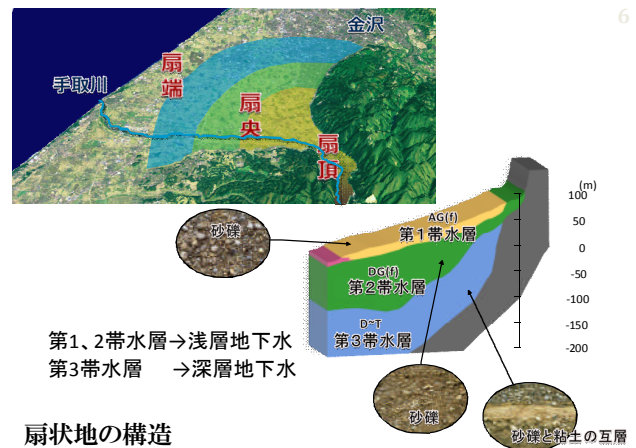 6
金沢
手取川
扇端
扇央
扇頂
(m)
100
50
0
-50
-100
-150
-200
砂礫
AG(f)
第1帯水層
DG(f)
第2帯水層
D~T
第3帯水層
第1、2帯水層→浅層地下水
第3帯水層　→深層地下水
砂礫
砂礫と粘土の互層
扇状地の構造